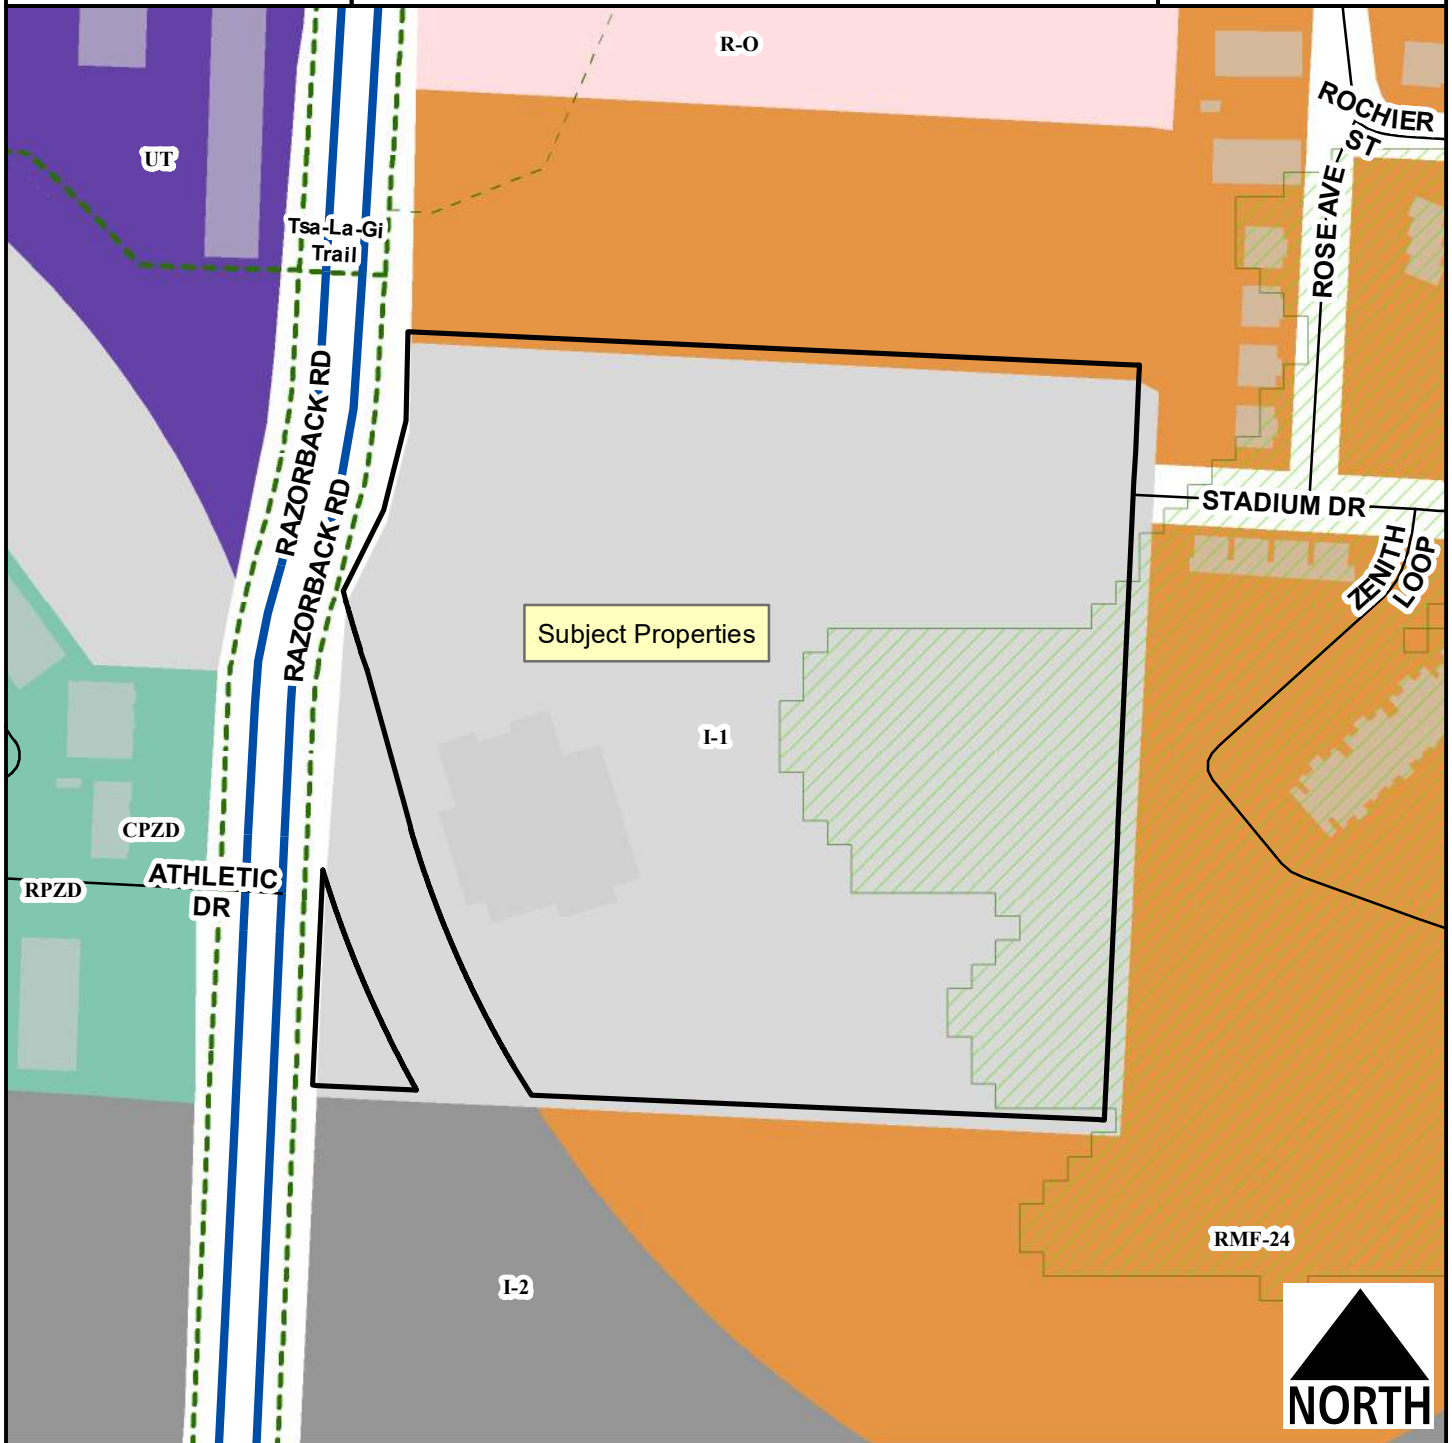 R-O
ROCHIER
ST
UT
ROSE AVE
Tsa-La-Gi
Trail
RAZORBACK RD
RAZORBACK RD
STADIUM DR
ZENITH
LOOP
Subject Properties
I-1
CPZD
ATHLETIC
DR
RPZD
RMF-24
I-2
NORTH